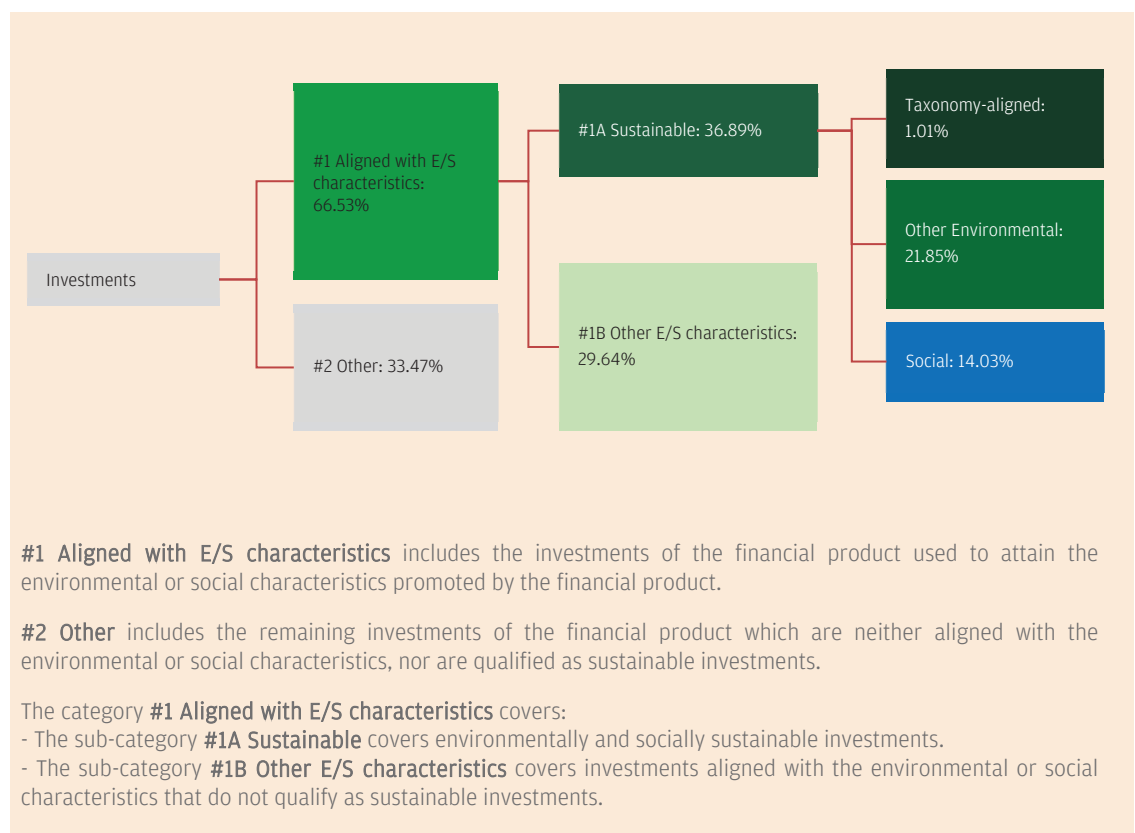 Investments
#1 Aligned with E/S
characteristics:
66.53%
#2 Other: 33.47%
#1A Sustainable: 36.89%
#1B Other E/S characteristics:
29.64%
Taxonomy-aligned:
1.01%
Other Environmental:
21.85%
Social: 14.03%
#1 Aligned with E/S characteristics includes the investments of the financial product used to attain the
environmental or social characteristics promoted by the financial product.
#2 Other includes the remaining investments of the financial product which are neither aligned with the
environmental or social characteristics, nor are qualified as sustainable investments.
The category #1 Aligned with E/S characteristics covers:
- The sub-category #1A Sustainable covers environmentally and socially sustainable investments.
- The sub-category #1B Other E/S characteristics covers investments aligned with the environmental or social
characteristics that do not qualify as sustainable investments.